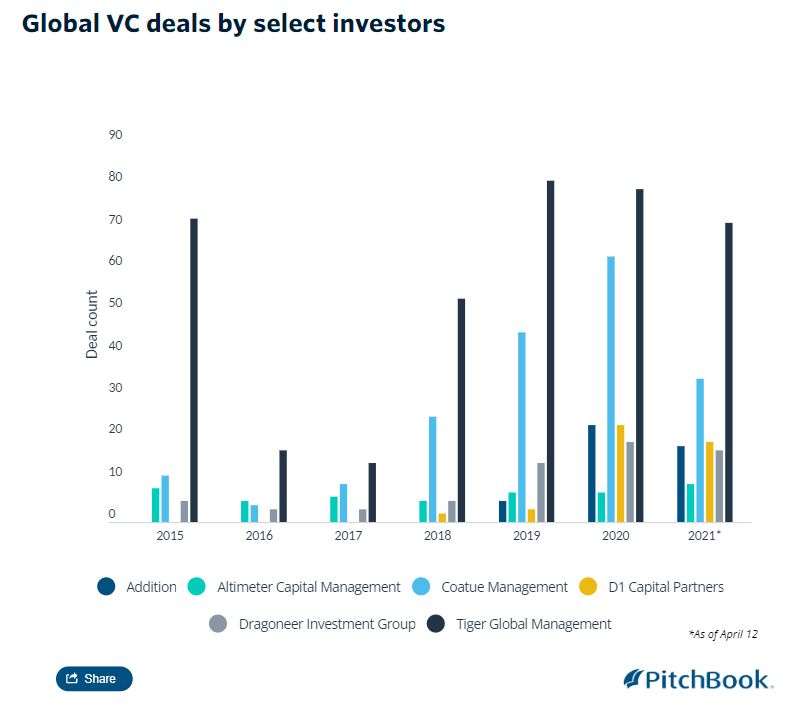 Global VC deals by select investors
90
80
70
60
50
40
30
20
10
0
Deal count
2015 2016 2017 2018 2019 2020 2021*
Addition Altimeter Capital Management Coatue Management D1 Capital Partners
Dragoneer Investment Group Tiger Global Management
*As of April 12
Share
PitchBook.